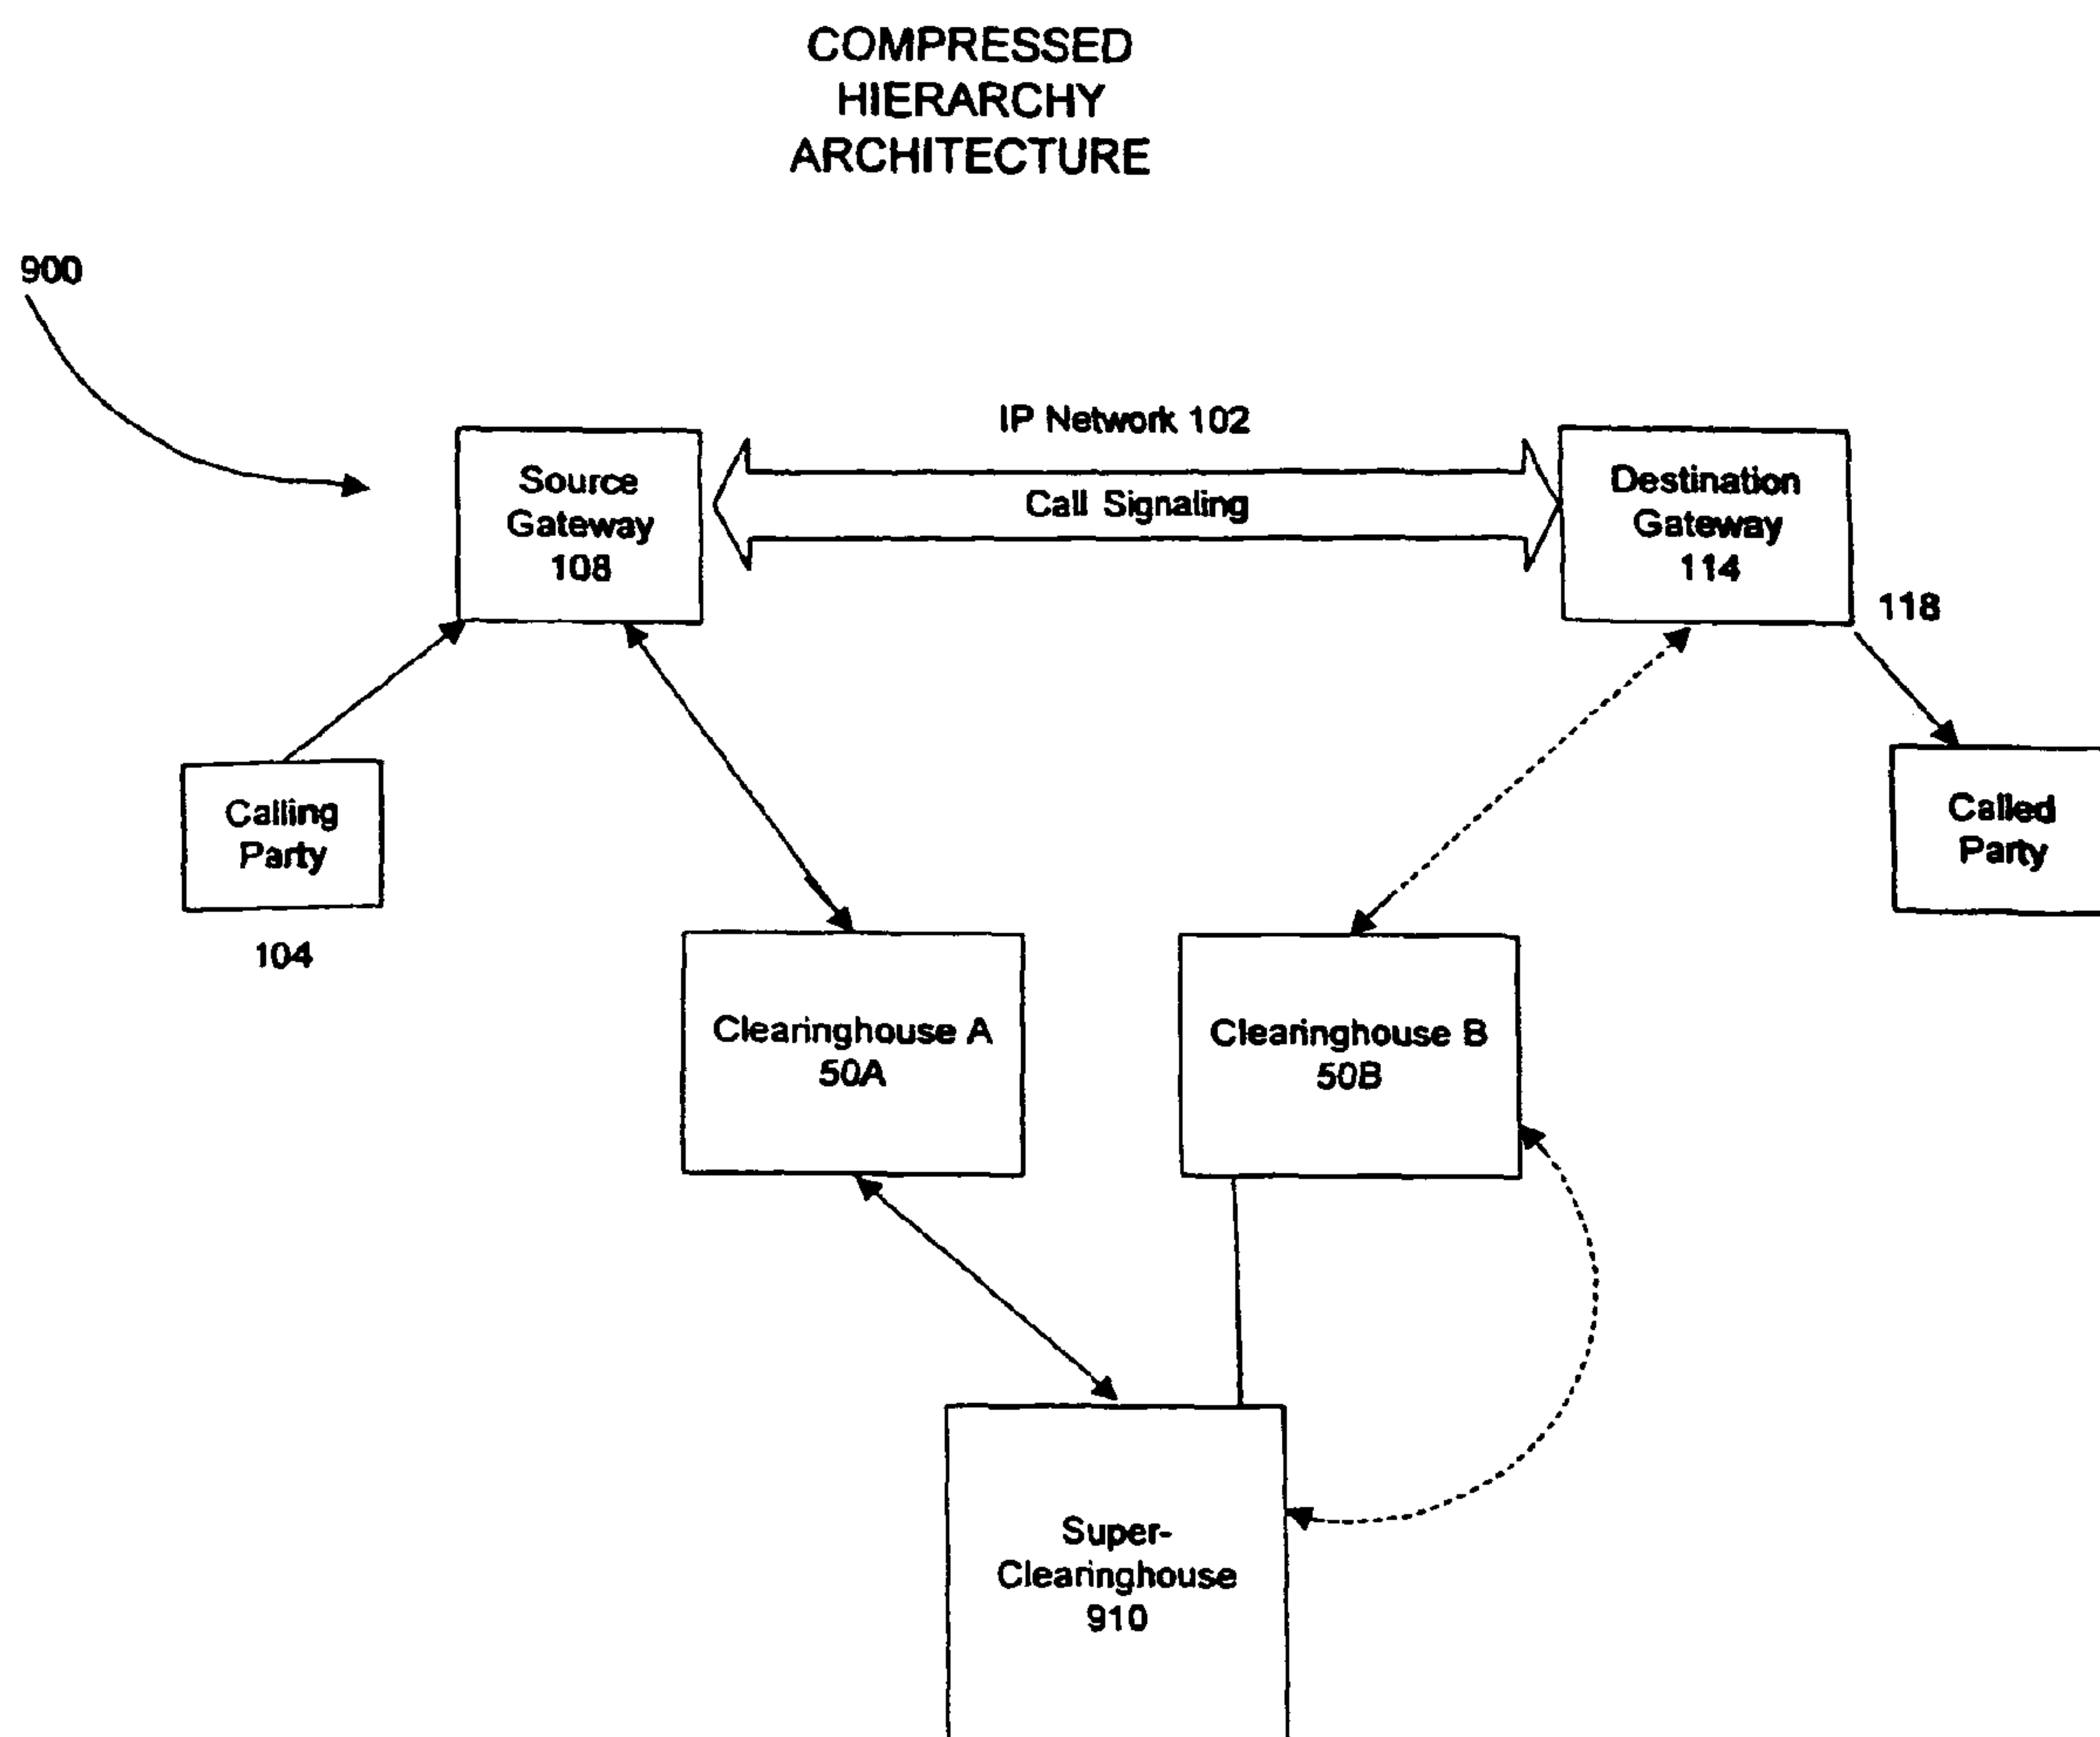 COMPRESSED
HIERARCHY
ARCHITECTURE
900
IP Network 102
Source
Gateway
108
Call Signaling
Destination
Gateway
114
118
Calling
Party
104
Called
Party
Clearinghouse A
50A
Clearinghouse B
50B
Super-
Clearinghouse
910